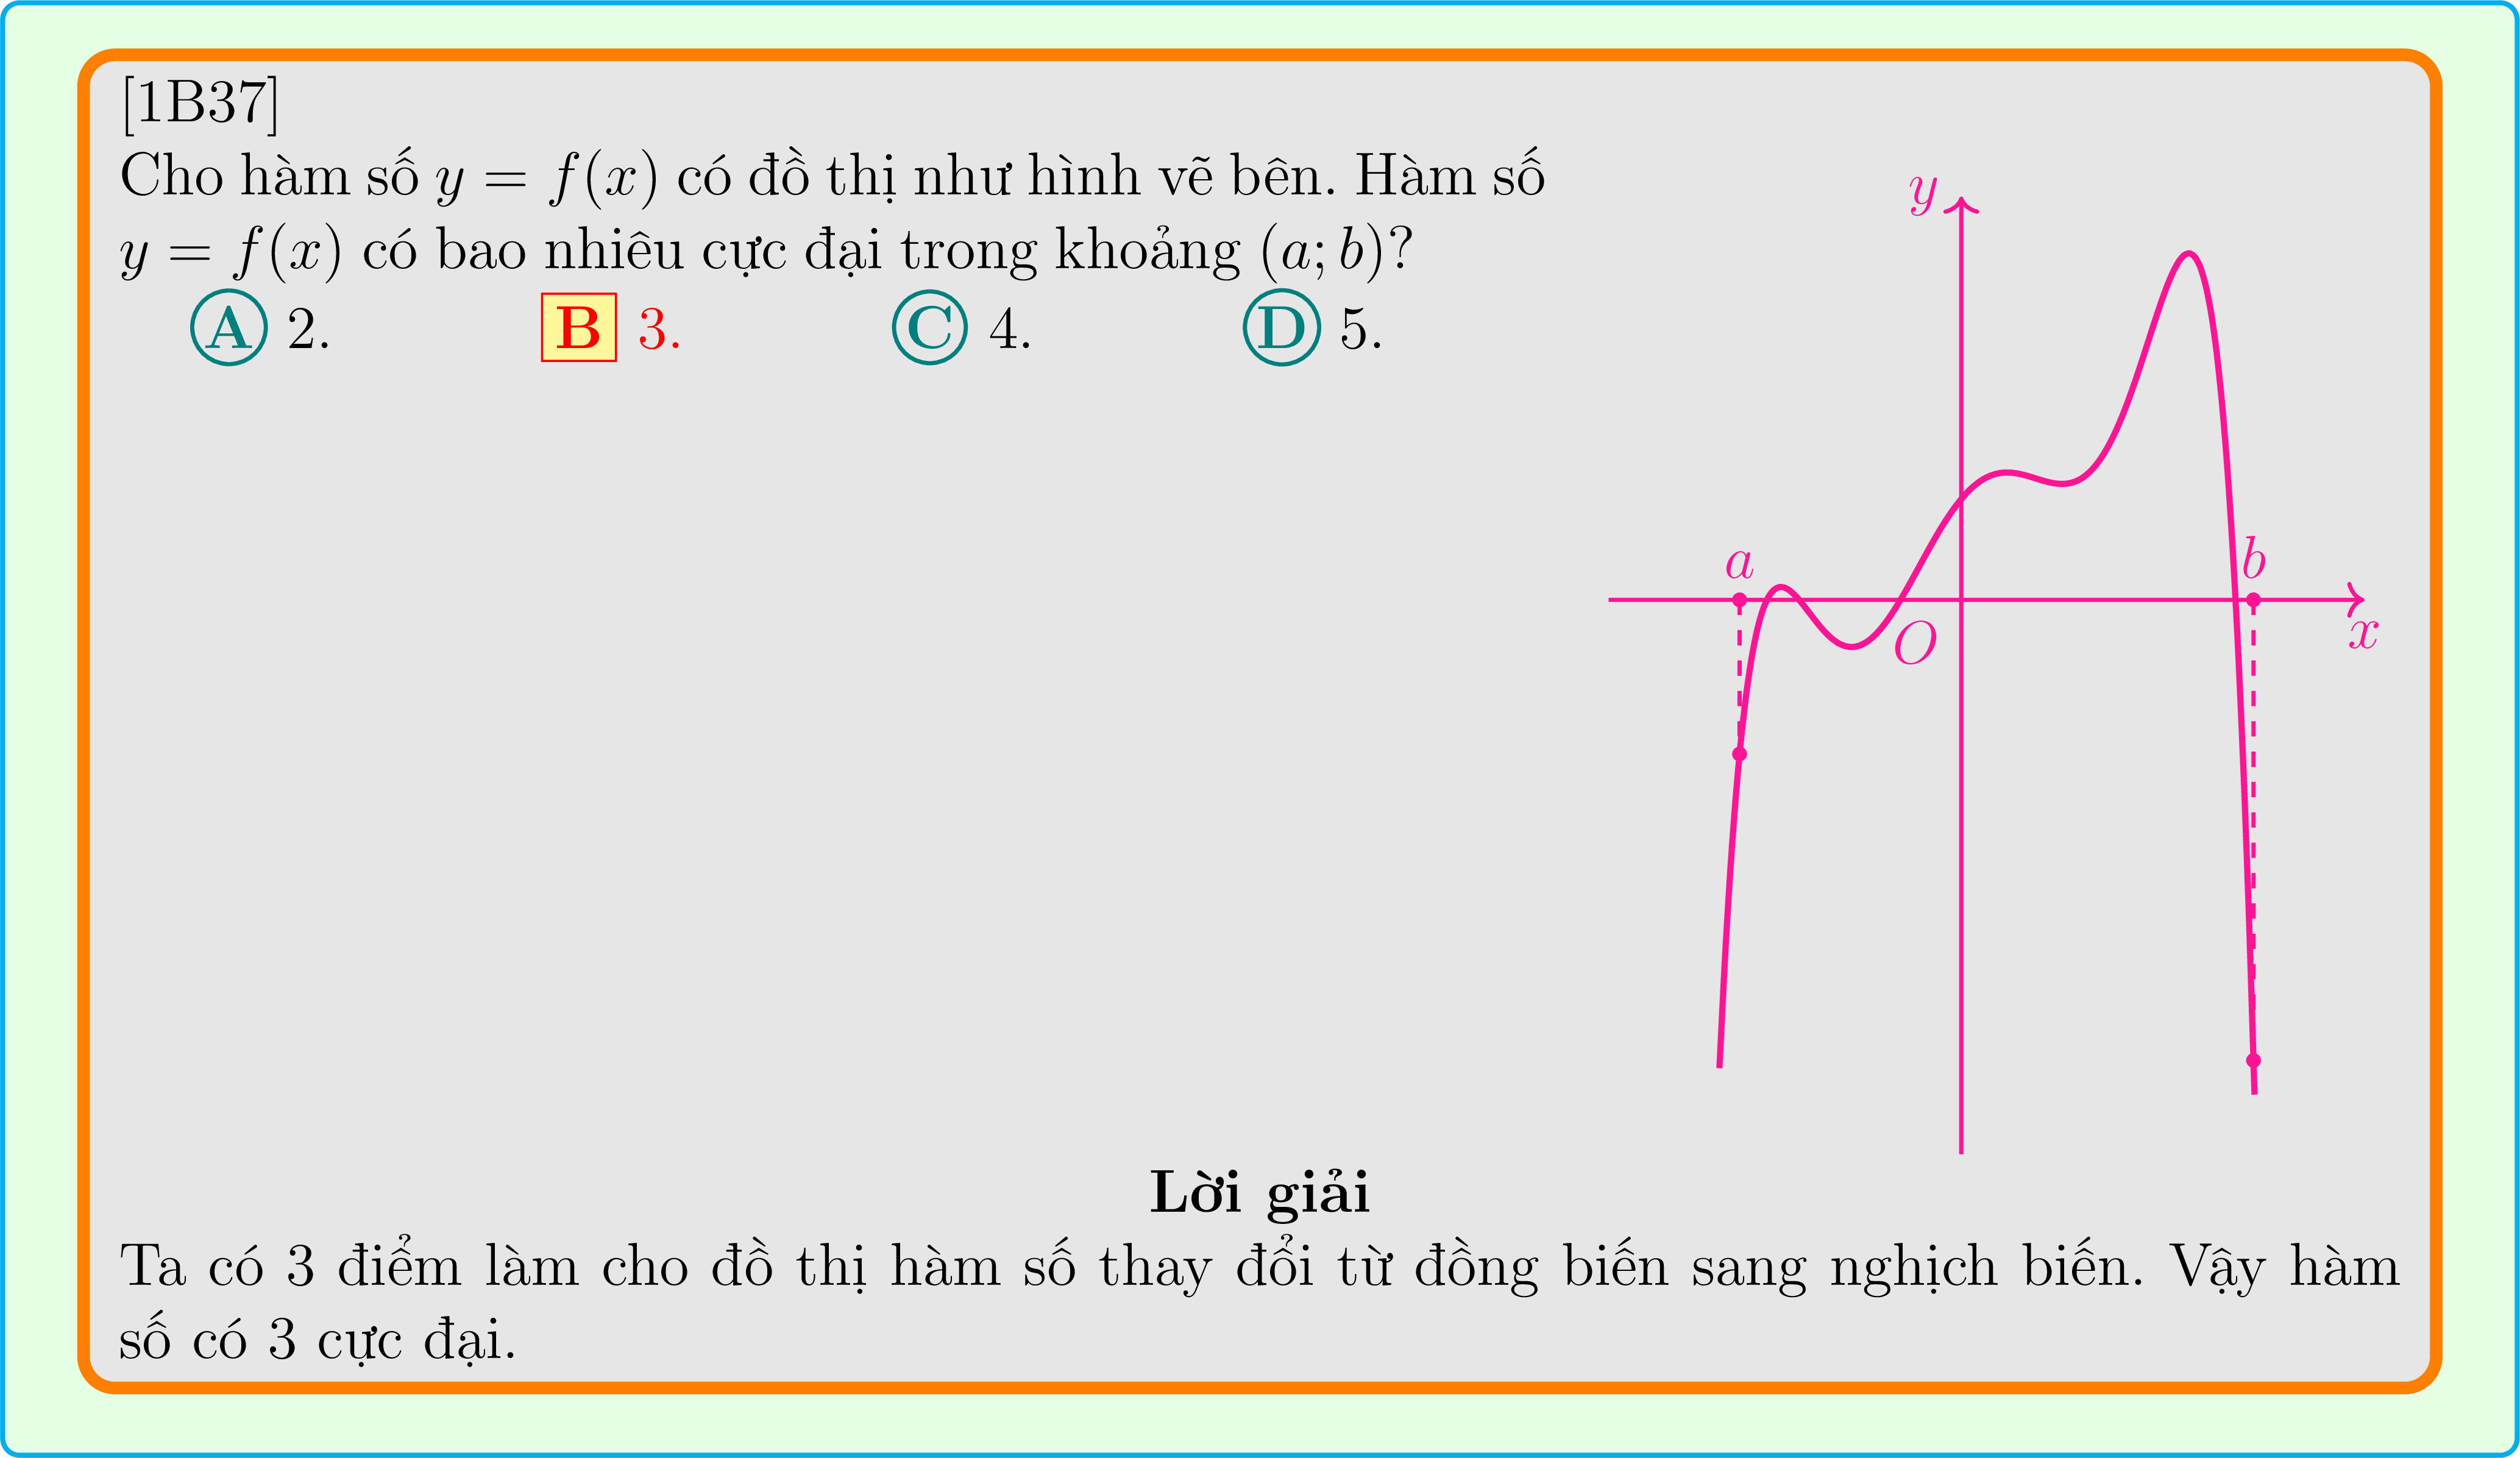 [1B37]
Cho hàm số y = f(x) có đồ thị như hình vẽ bên. Hàm số
y = f(x) có bao nhiêu cực đại trong khoảng (a; b)?
A 2. B 3. C 4. D 5.
y
a b
O x
Lời giải
Ta có 3 điểm làm cho đồ thị hàm số thay đổi từ đồng biến sang nghịch biến. Vậy hàm
số có 3 cực đại.